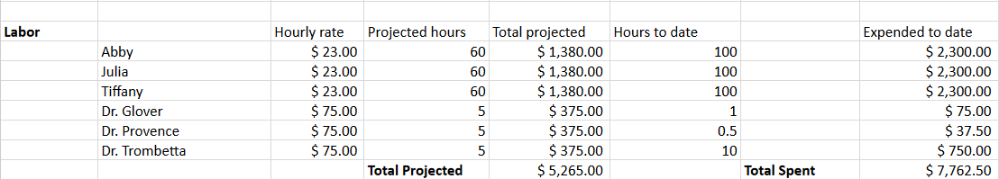 Labor Hourly rate Projected hours Total projected Hours to date Expended to date
Abby $ 23.00 60 $ 1,380.00 100 $ 2,300.00
Julia $ 23.00 60 $ 1,380.00 100 $ 2,300.00
Tiffany $ 23.00 60 $ 1,380.00 100 $ 2,300.00
Dr. Glover $ 75.00 5 $ 375.00 1 $ 75.00
Dr. Provence $ 75.00 5 $ 375.00 0.5 $ 37.50
Dr. Trombetta $ 75.00 5 $ 375.00 10 $ 750.00
Total Projected $ 5,265.00 Total Spent $ 7,762.50